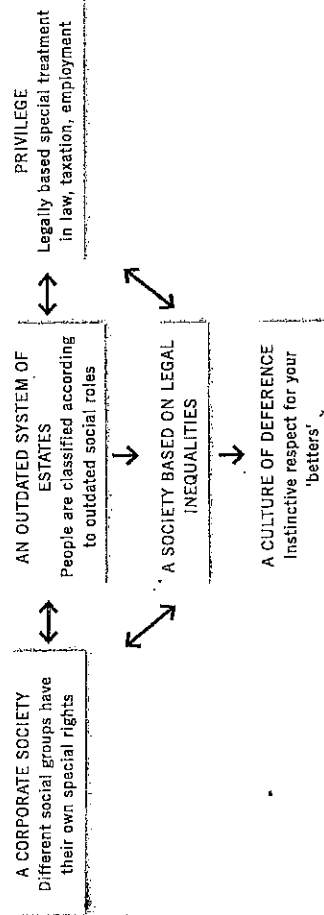 A CORPORATE SOCIETY
Different social groups have
their own special rights
AN OUTDATED SYSTEM OF
ESTATES
People are classified according
to outdated social roles
PRIVILEGE
Legally based special treatment
in law, taxation, employment
A SOCIETY BASED ON LEGAL
INEQUALITIES
A CULTURE OF DEFERENCE
Instinctive respect for your
'betters'